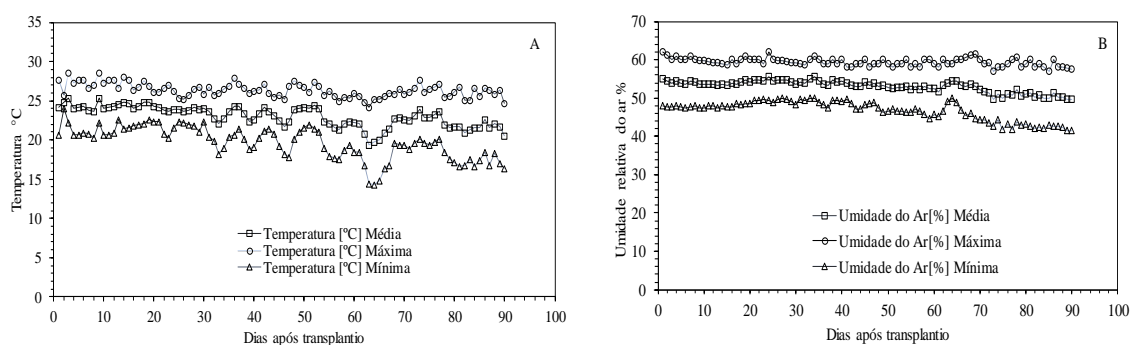 35
30
25
20
15
10
5
0
Temperatura °C
A
Temperatura [ºC] Média
Temperatura [ºC] Máxima
Temperatura [ºC] Mínima
0 10 20 30 40 50 60 70 80 90 100
Dias após transplantio
70
60
50
40
30
20
10
0
Umidade relativa do ar %
B
Umidade do Ar[%] Média
Umidade do Ar[%] Máxima
Umidade do Ar[%] Mínima
0 10 20 30 40 50 60 70 80 90 100 110
Dias após transplantio